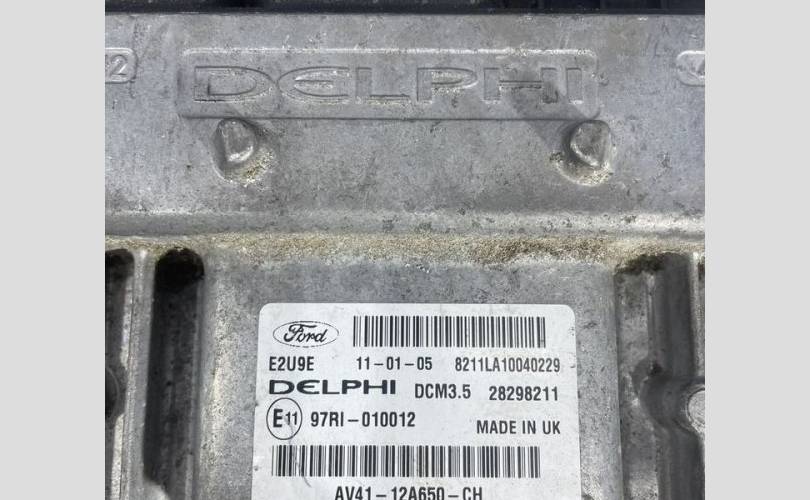 DELPHI
Ford
E2U9E 11-01-05 8211LA10040229
DELPHI DCM3.5 28298211
E11 97RI-010012 MADE IN UK
AV41-12A650-CH